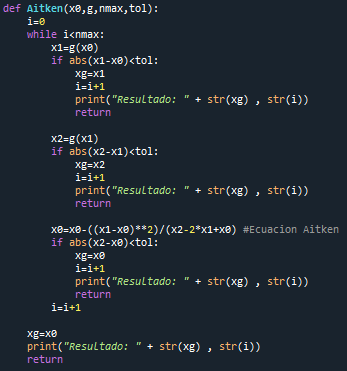 def Aitken(x0,g,nmax,tol):
    i=0
    while i<nmax:
        x1=g(x0)
        if abs(x1-x0)<tol:
            xg=x1
            i=i+1
            print("Resultado: " + str(xg) , str(i))
            return

        x2=g(x1)
        if abs(x2-x1)<tol:
            xg=x2
            i=i+1
            print("Resultado: " + str(xg) , str(i))
            return

        x0=x0-((x1-x0)**2)/(x2-2*x1+x0) #Ecuacion Aitken
        if abs(x2-x0)<tol:
            xg=x0
            i=i+1
            print("Resultado: " + str(xg) , str(i))
            return
        i=i+1

    xg=x0
    print("Resultado: " + str(xg) , str(i))
    return